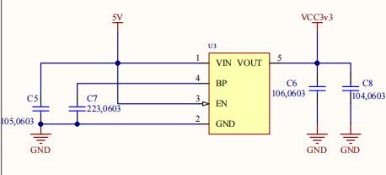 5V
VCC3v3
U3
1
VIN VOUT
5
4
BP
3
EN
2
GND
C5
105,0603
C7
223,0603
C6
106,0603
C8
104,0603
GND
GND
GND